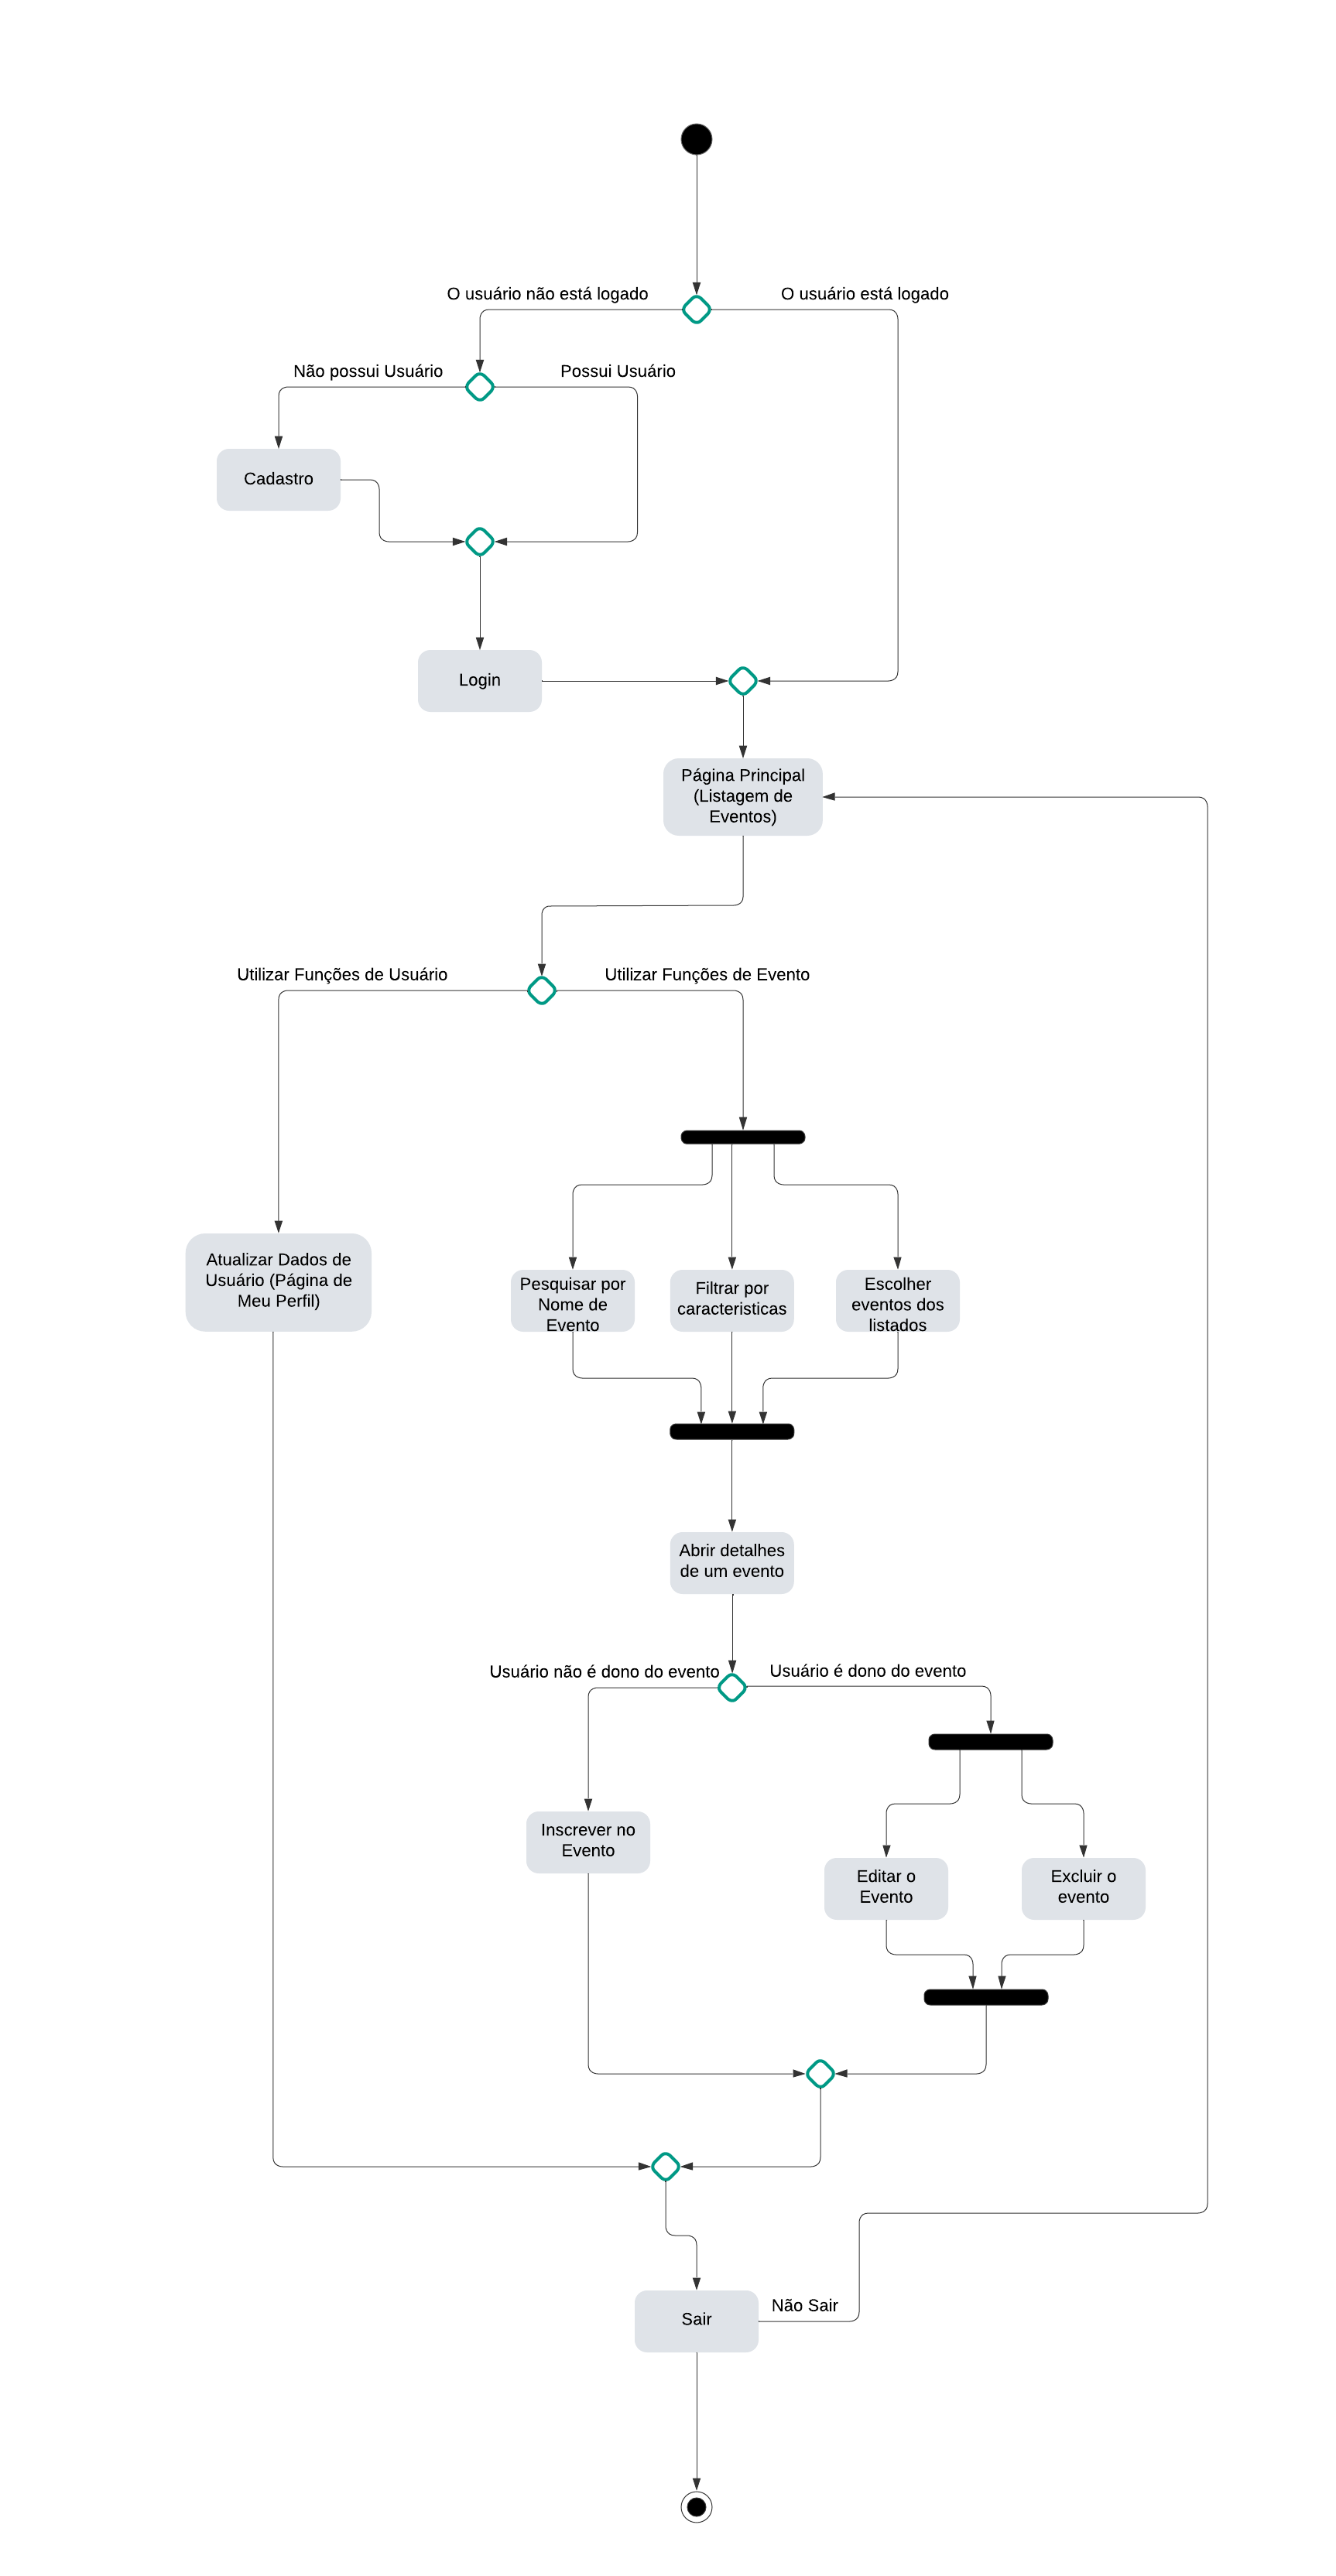 O usuário não está logado
O usuário está logado
Não possui Usuário
Possui Usuário
Cadastro
Login
Página Principal
(Listagem de
Eventos)
Utilizar Funções de Usuário
Utilizar Funções de Evento
Atualizar Dados de
Usuário (Página de
Meu Perfil)
Pesquisar por
Nome de
Evento
Filtrar por
caracteristicas
Escolher
eventos dos
listados
Abrir detalhes
de um evento
Usuário não é dono do evento
Usuário é dono do evento
Inscrever no
Evento
Editar o
Evento
Excluir o
evento
Sair
Não Sair